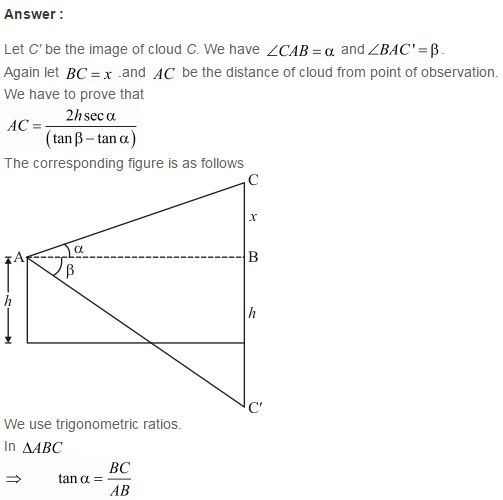 Answer :
Let C' be the image of cloud C. We have ∠CAB = α and ∠BAC' = β .
Again let BC = x .and AC be the distance of cloud from point of observation.
We have to prove that
AC = 2h sec α / (tan β − tan α)
The corresponding figure is as follows
C
x
A α B
β
h h
C'
We use trigonometric ratios.
In ΔABC
⇒ tan α = BC / AB